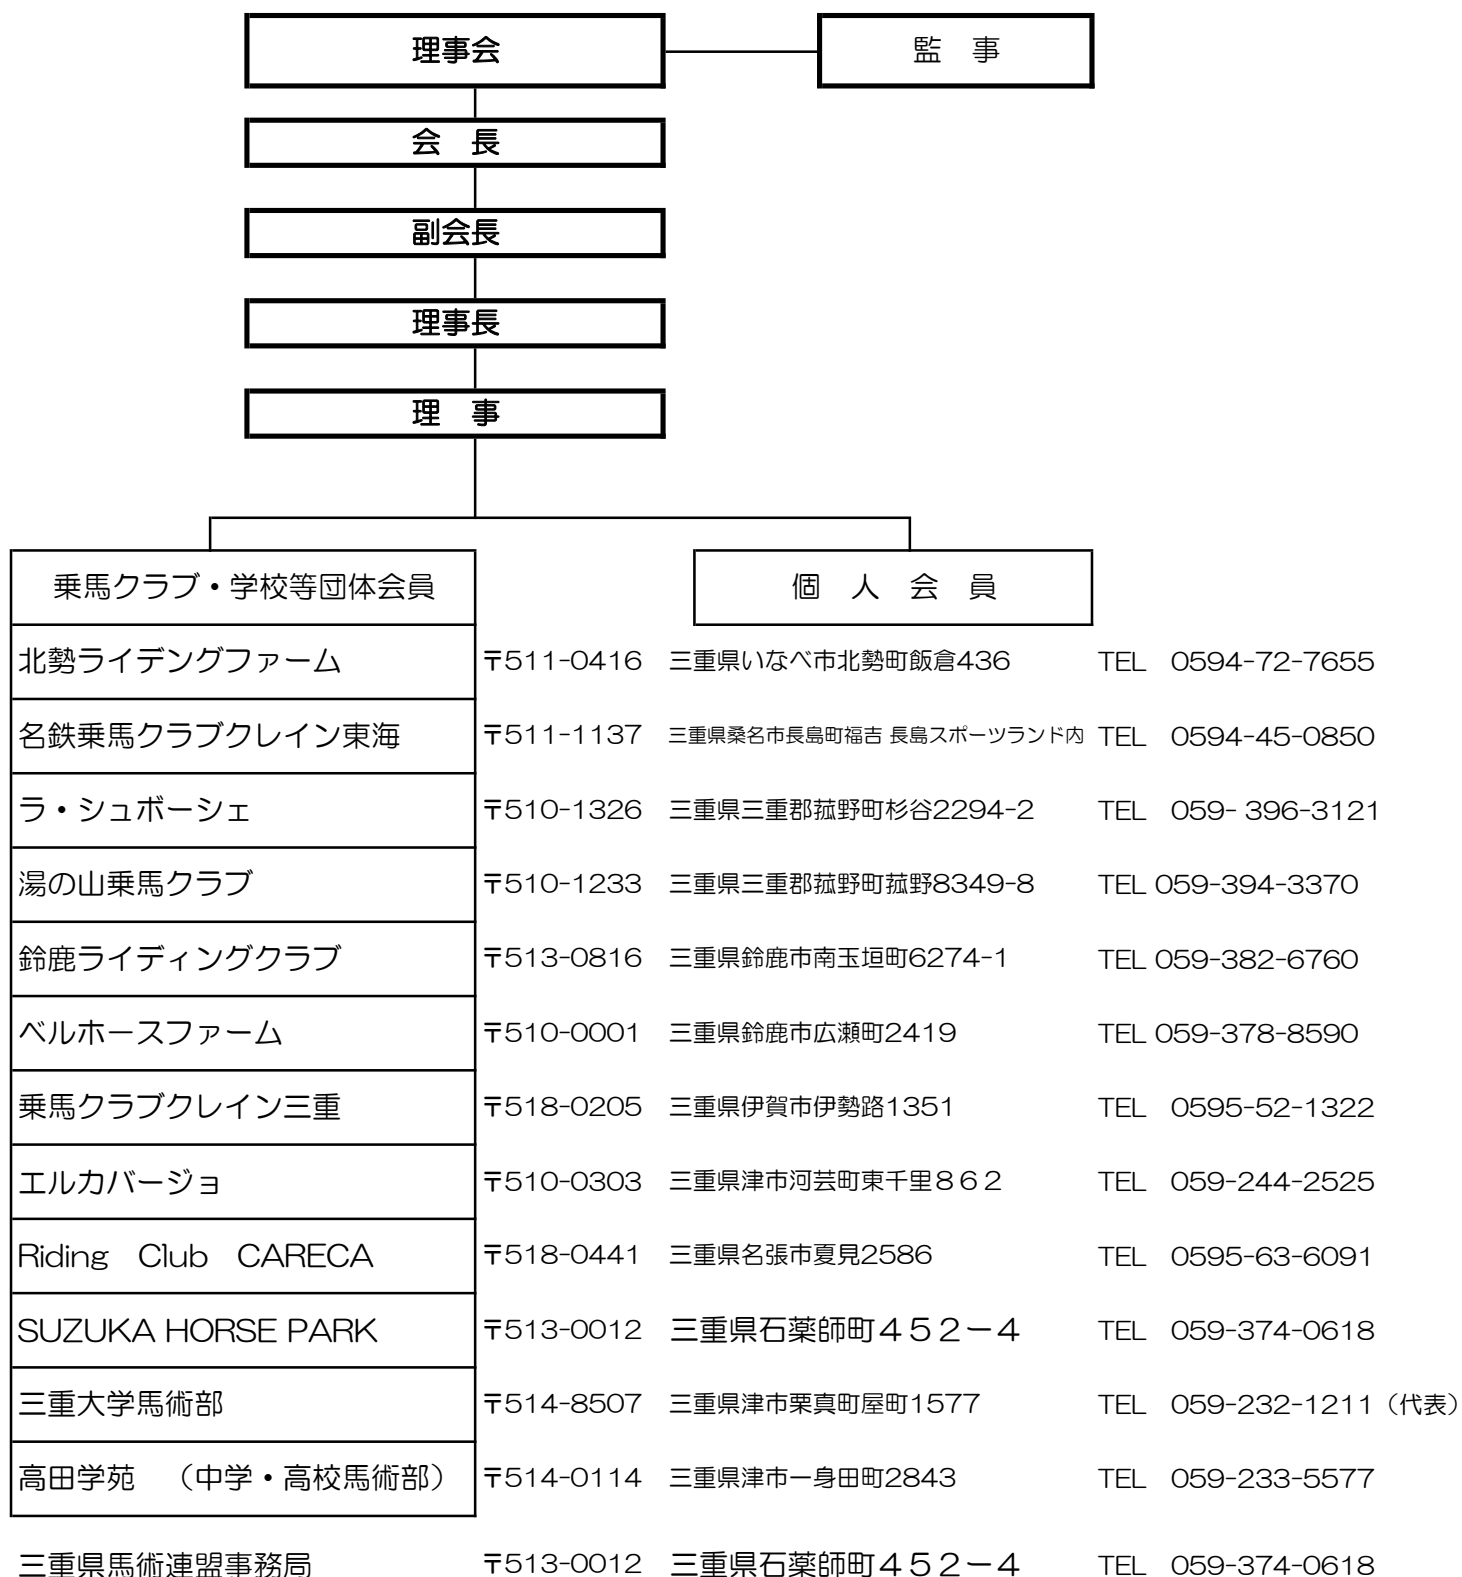 理事会　監　事
会　長
副会長
理事長
理　事
乗馬クラブ・学校等団体会員　個　人　会　員
北勢ライデングファーム　〒511-0416　三重県いなべ市北勢町飯倉436　TEL　0594-72-7655
名鉄乗馬クラブクレイン東海　〒511-1137　三重県桑名市長島町福吉 長島スポーツランド内　TEL　0594-45-0850
ラ・シュボーシェ　〒510-1326　三重県三重郡菰野町杉谷2294-2　TEL　059- 396-3121
湯の山乗馬クラブ　〒510-1233　三重県三重郡菰野町菰野8349-8　TEL 059-394-3370
鈴鹿ライディングクラブ　〒513-0816　三重県鈴鹿市南玉垣町6274-1　TEL 059-382-6760
ベルホースファーム　〒510-0001　三重県鈴鹿市広瀬町2419　TEL 059-378-8590
乗馬クラブクレイン三重　〒518-0205　三重県伊賀市伊勢路1351　TEL　0595-52-1322
エルカバージョ　〒510-0303　三重県津市河芸町東千里８６２　TEL　059-244-2525
Riding　Club　CARECA　〒518-0441　三重県名張市夏見2586　TEL　0595-63-6091
SUZUKA HORSE PARK　〒513-0012　三重県石薬師町４５２ー４　TEL　059-374-0618
三重大学馬術部　〒514-8507　三重県津市栗真町屋町1577　TEL　059-232-1211（代表）
高田学苑　（中学・高校馬術部）　〒514-0114　三重県津市一身田町2843　TEL　059-233-5577
三重県馬術連盟事務局　〒513-0012　三重県石薬師町４５２ー４　TEL　059-374-0618